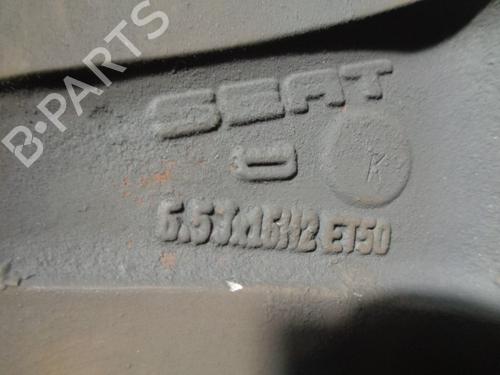 B-PARTS
SEAT
K
6.5Jx16H2 ET50